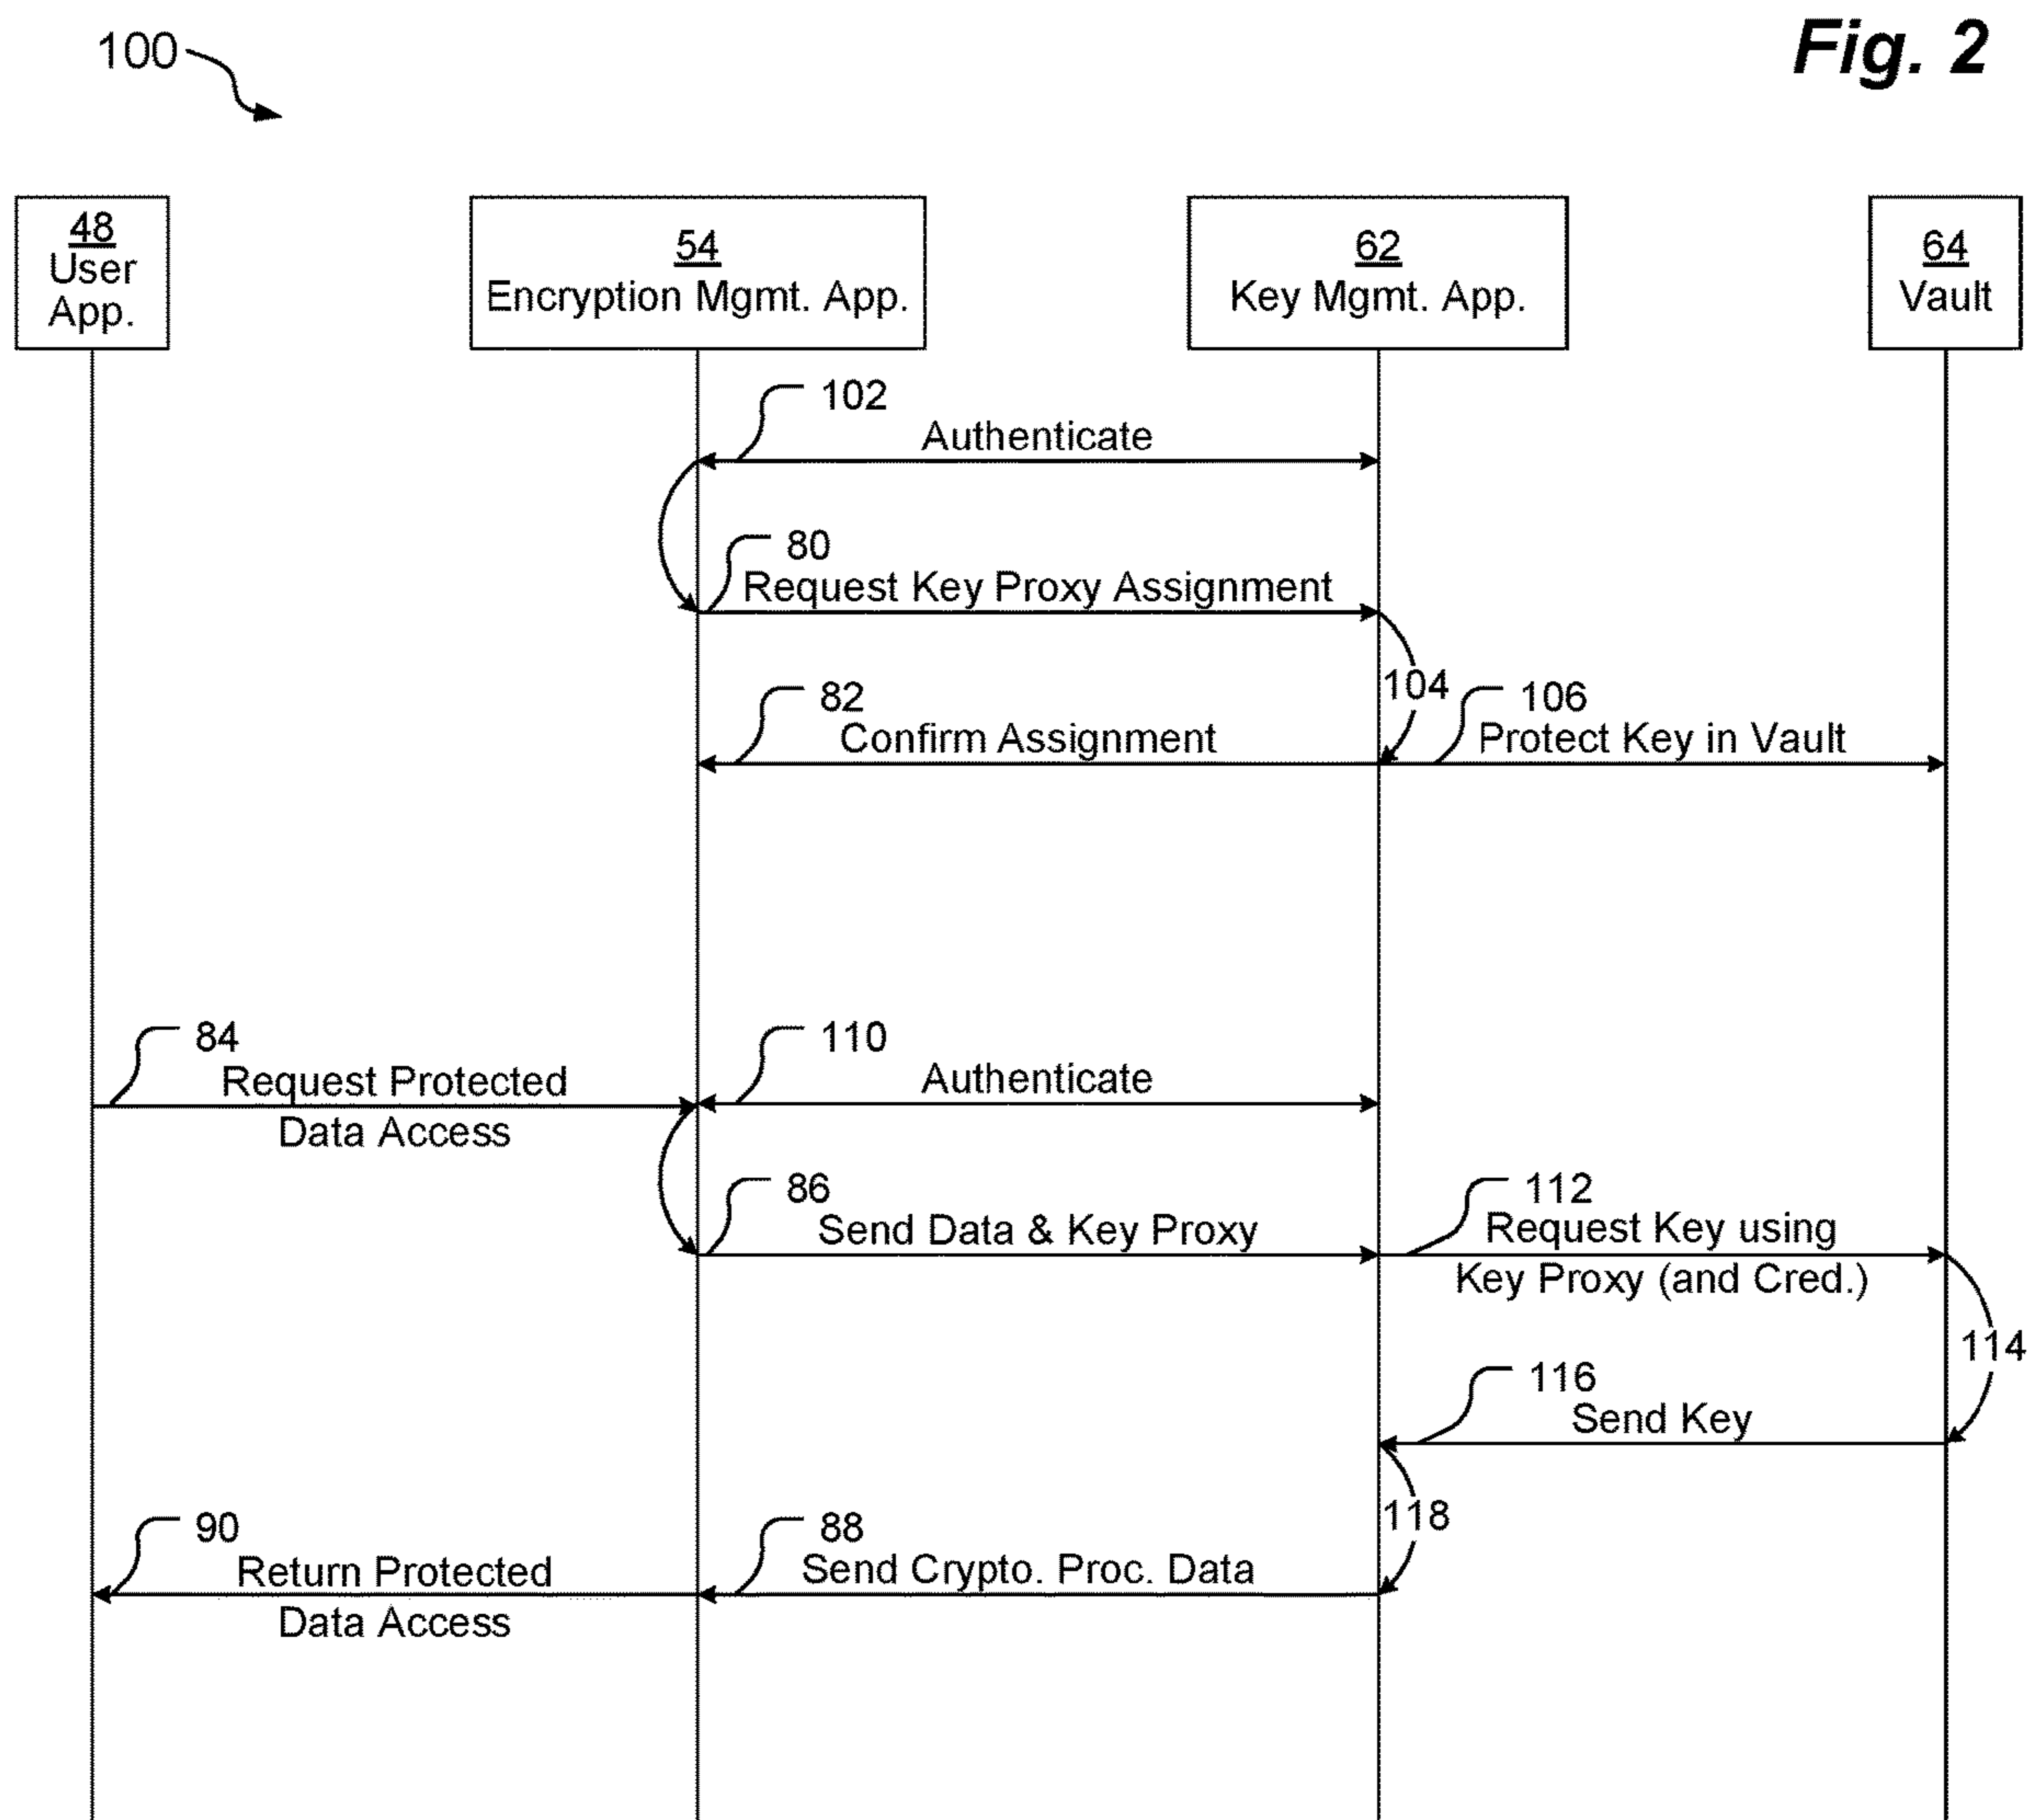 100
Fig. 2
48
User
App.
54
Encryption Mgmt. App.
62
Key Mgmt. App.
64
Vault
102
Authenticate
80
Request Key Proxy Assignment
104
82
Confirm Assignment
106
Protect Key in Vault
84
Request Protected
Data Access
110
Authenticate
86
Send Data & Key Proxy
112
Request Key using
Key Proxy (and Cred.)
114
116
Send Key
118
90
Return Protected
Data Access
88
Send Crypto. Proc. Data